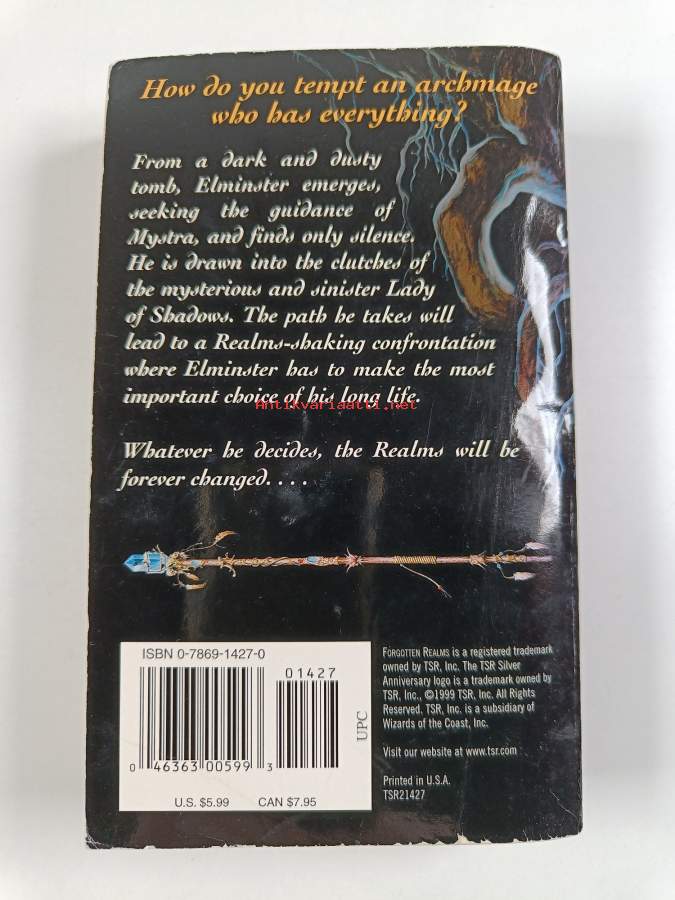 How do you tempt an archmage
who has everything?
From a dark and dusty
tomb, Elminster emerges,
seeking the guidance of
Mystra, and finds only silence.
He is drawn into the clutches of
the mysterious and sinister Lady
of Shadows. The path he takes will
lead to a Realms-shaking confrontation
where Elminster has to make the most
important choice of his long life.
Antikvariaatti.net
Whatever he decides, the Realms will be
forever changed. . . .
ISBN 0-7869-1427-0
01427
UPC
0 46363 00599 3
U.S. $5.99 CAN $7.95
FORGOTTEN REALMS is a registered trademark
owned by TSR, Inc. The TSR Silver
Anniversary logo is a trademark owned by
TSR, Inc., ©1999 TSR, Inc. All Rights
Reserved. TSR, Inc. is a subsidiary of
Wizards of the Coast, Inc.
Visit our website at www.tsr.com
Printed in U.S.A.
TSR21427